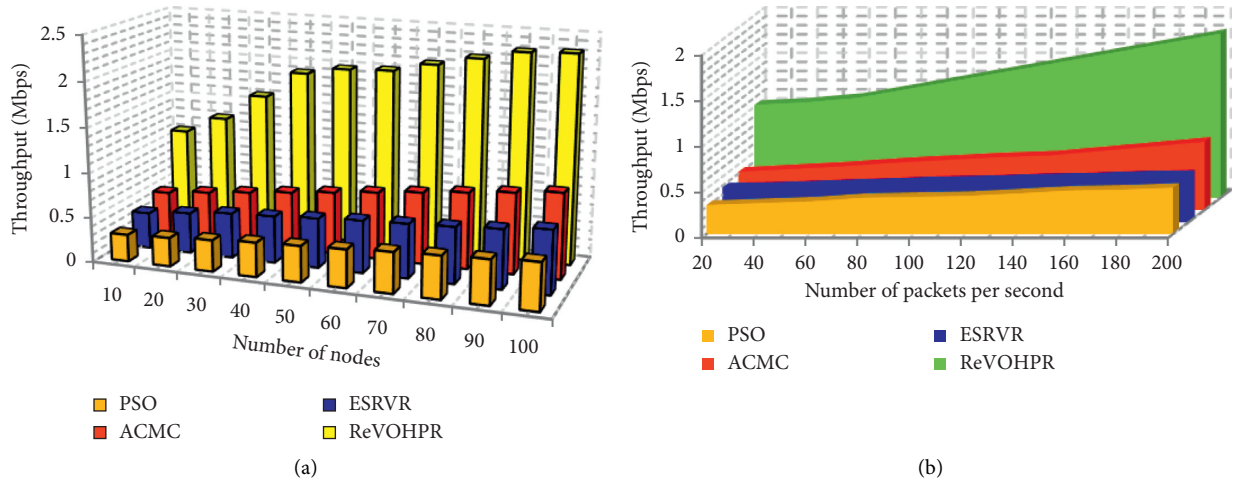 2.5
2
1.5
1
0.5
0
Throughput (Mbps)
10 20 30 40 50 60 70 80 90 100
Number of nodes
PSO ESRVR
ACMC ReVOHPR
(a)
2
1.5
1
0.5
0
Throughput (Mbps)
20 40 60 80 100 120 140 160 180 200
Number of packets per second
PSO ESRVR
ACMC ReVOHPR
(b)